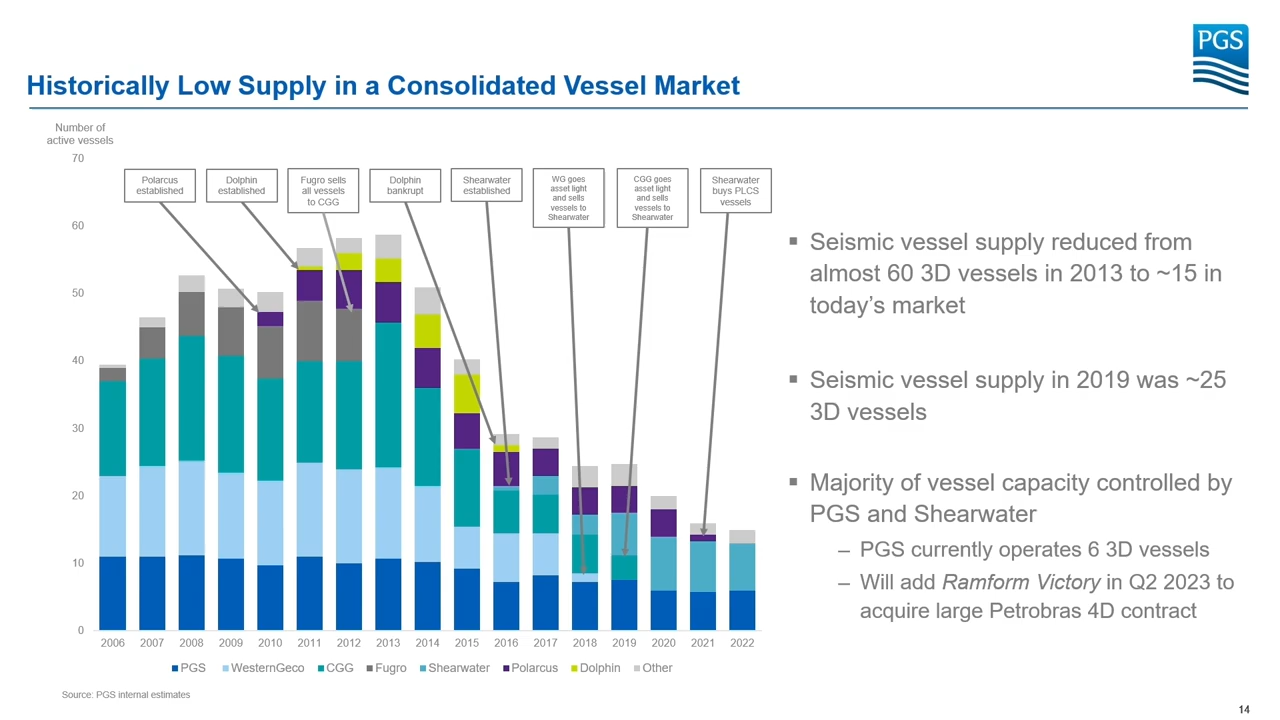 PGS
Historically Low Supply in a Consolidated Vessel Market
Number of
active vessels
70
60
50
40
30
20
10
0
Polarcus
established
Dolphin
established
Fugro sells
all vessels
to CGG
Dolphin
bankrupt
Shearwater
established
WG goes
asset light
and sells
vessels to
Shearwater
CGG goes
asset light
and sells
vessels to
Shearwater
Shearwater
buys PLCS
vessels
2006 2007 2008 2009 2010 2011 2012 2013 2014 2015 2016 2017 2018 2019 2020 2021 2022
PGS WesternGeco CGG Fugro Shearwater Polarcus Dolphin Other
▪ Seismic vessel supply reduced from
almost 60 3D vessels in 2013 to ~15 in
today’s market
▪ Seismic vessel supply in 2019 was ~25
3D vessels
▪ Majority of vessel capacity controlled by
PGS and Shearwater
– PGS currently operates 6 3D vessels
– Will add Ramform Victory in Q2 2023 to
acquire large Petrobras 4D contract
Source: PGS internal estimates
14